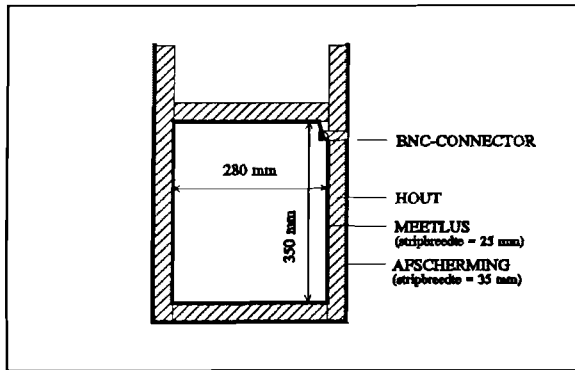 BNC-CONNECTOR
280 mm
HOUT
350 mm
MEETLUS
(stripbreedte = 25 mm)
AFSCHERMING
(stripbreedte = 35 mm)